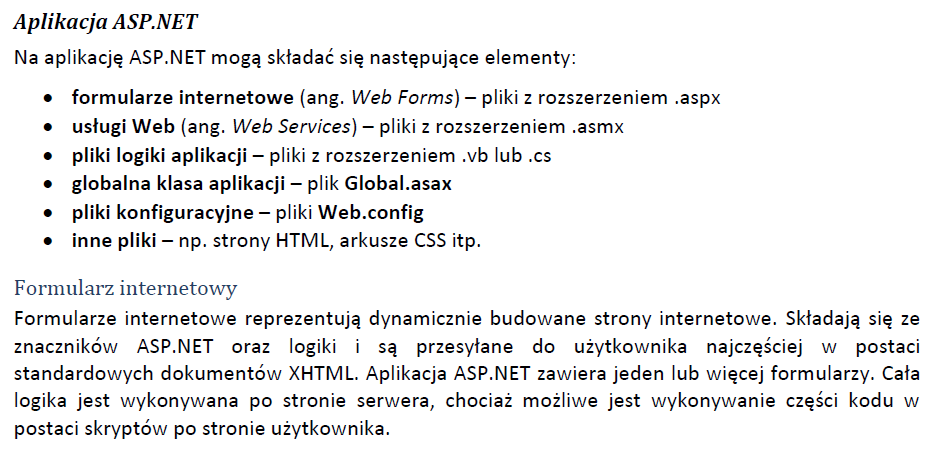 Aplikacja ASP.NET
Na aplikację ASP.NET mogą składać się następujące elementy:
• formularze internetowe (ang. Web Forms) – pliki z rozszerzeniem .aspx
• usługi Web (ang. Web Services) – pliki z rozszerzeniem .asmx
• pliki logiki aplikacji – pliki z rozszerzeniem .vb lub .cs
• globalna klasa aplikacji – plik Global.asax
• pliki konfiguracyjne – pliki Web.config
• inne pliki – np. strony HTML, arkusze CSS itp.
Formularz internetowy
Formularze internetowe reprezentują dynamicznie budowane strony internetowe. Składają się ze
znaczników ASP.NET oraz logiki i są przesyłane do użytkownika najczęściej w postaci
standardowych dokumentów XHTML. Aplikacja ASP.NET zawiera jeden lub więcej formularzy. Cała
logika jest wykonywana po stronie serwera, chociaż możliwe jest wykonywanie części kodu w
postaci skryptów po stronie użytkownika.